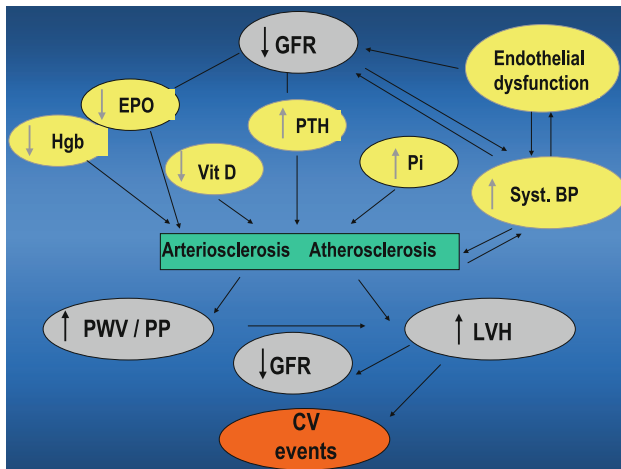 GFR
Endothelial
dysfunction
EPO
Hgb
PTH
Vit D
Pi
Syst. BP
Arteriosclerosis Atherosclerosis
PWV / PP
LVH
GFR
CV
events